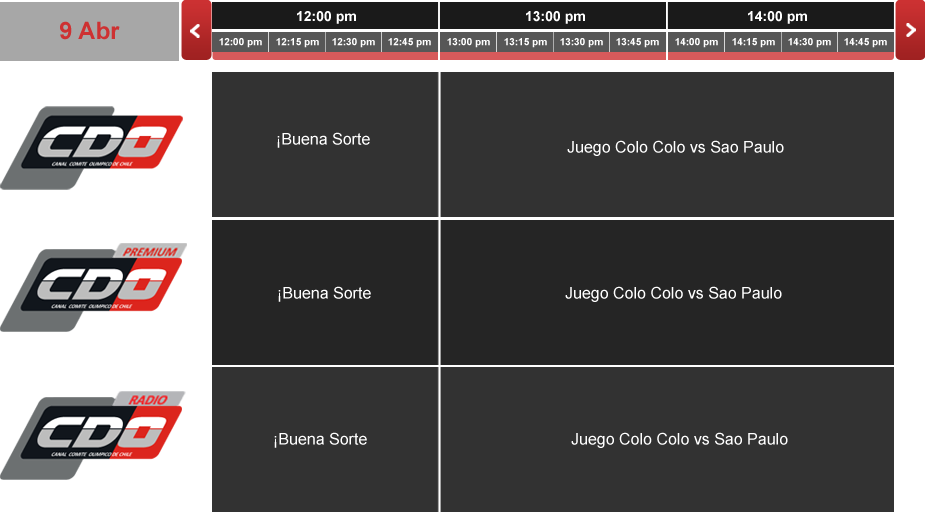 9 Abr
12:00 pm
13:00 pm
14:00 pm
12:00 pm 12:15 pm 12:30 pm 12:45 pm 13:00 pm 13:15 pm 13:30 pm 13:45 pm 14:00 pm 14:15 pm 14:30 pm 14:45 pm
CDO
CANAL COMITE OLIMPICO DE CHILE
¡Buena Sorte
Juego Colo Colo vs Sao Paulo
PREMIUM
CDO
CANAL COMITE OLIMPICO DE CHILE
¡Buena Sorte
Juego Colo Colo vs Sao Paulo
RADIO
CDO
CANAL COMITE OLIMPICO DE CHILE
¡Buena Sorte
Juego Colo Colo vs Sao Paulo